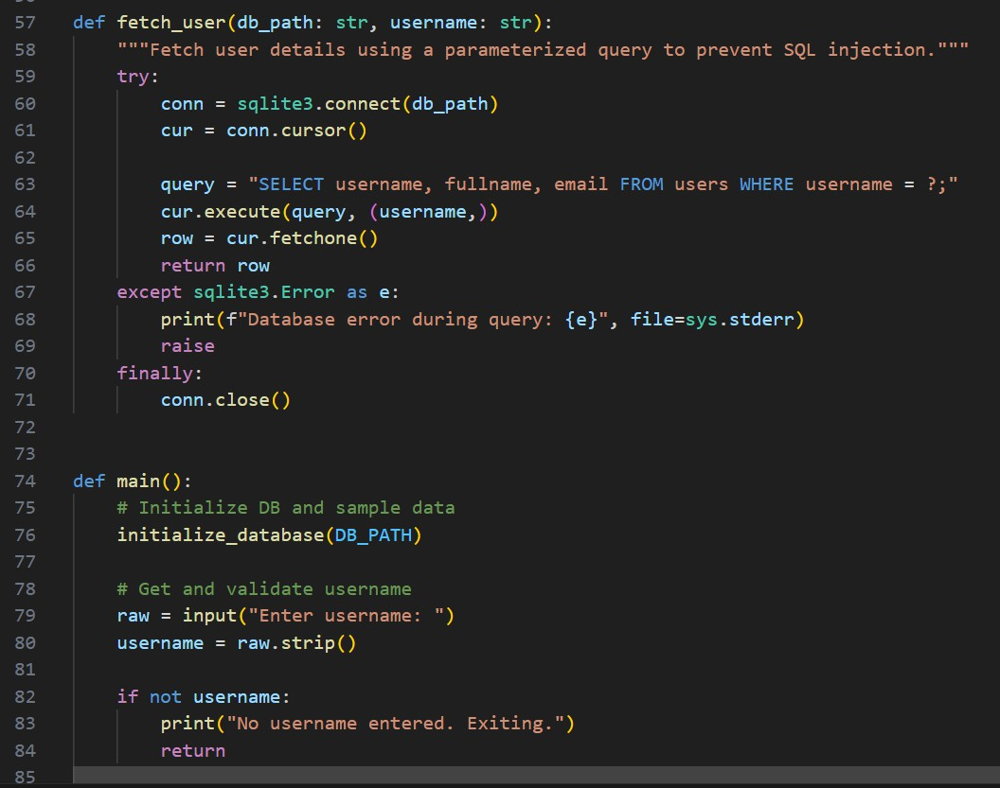 57 def fetch_user(db_path: str, username: str):
58     """Fetch user details using a parameterized query to prevent SQL injection."""
59     try:
60         conn = sqlite3.connect(db_path)
61         cur = conn.cursor()
62
63         query = "SELECT username, fullname, email FROM users WHERE username = ?;"
64         cur.execute(query, (username,))
65         row = cur.fetchone()
66         return row
67     except sqlite3.Error as e:
68         print(f"Database error during query: {e}", file=sys.stderr)
69         raise
70     finally:
71         conn.close()
72
73
74 def main():
75     # Initialize DB and sample data
76     initialize_database(DB_PATH)
77
78     # Get and validate username
79     raw = input("Enter username: ")
80     username = raw.strip()
81
82     if not username:
83         print("No username entered. Exiting.")
84         return
85